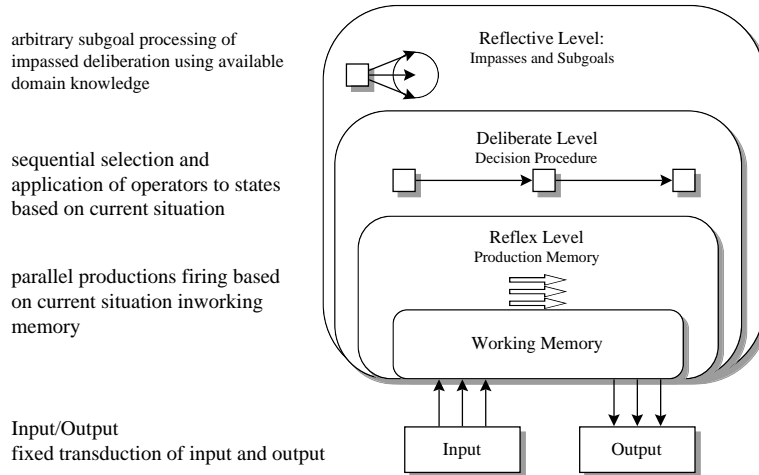 arbitrary subgoal processing of
impassed deliberation using available
domain knowledge
Reflective Level:
Impasses and Subgoals
sequential selection and
application of operators to states
based on current situation
Deliberate Level
Decision Procedure
parallel productions firing based
on current situation inworking
memory
Reflex Level
Production Memory
Working Memory
Input/Output
fixed transduction of input and output
Input
Output